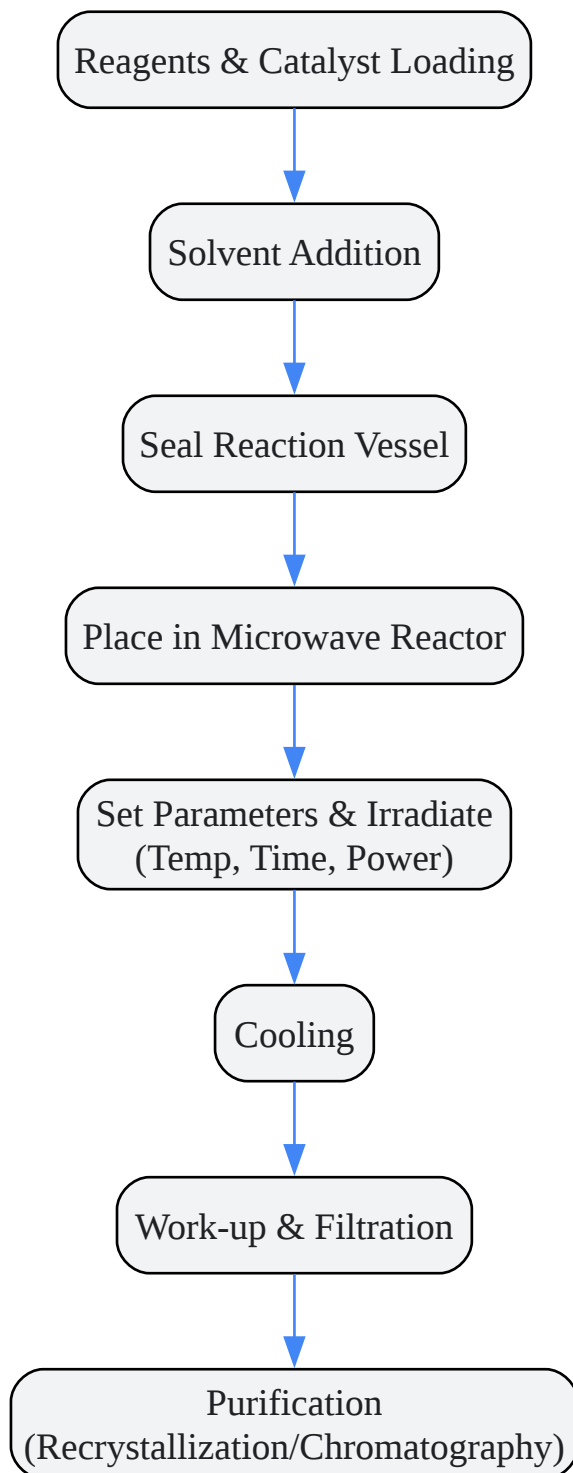 Reagents & Catalyst Loading
Solvent Addition
Seal Reaction Vessel
Place in Microwave Reactor
Set Parameters & Irradiate
(Temp, Time, Power)
Cooling
Work-up & Filtration
Purification
(Recrystallization/Chromatography)